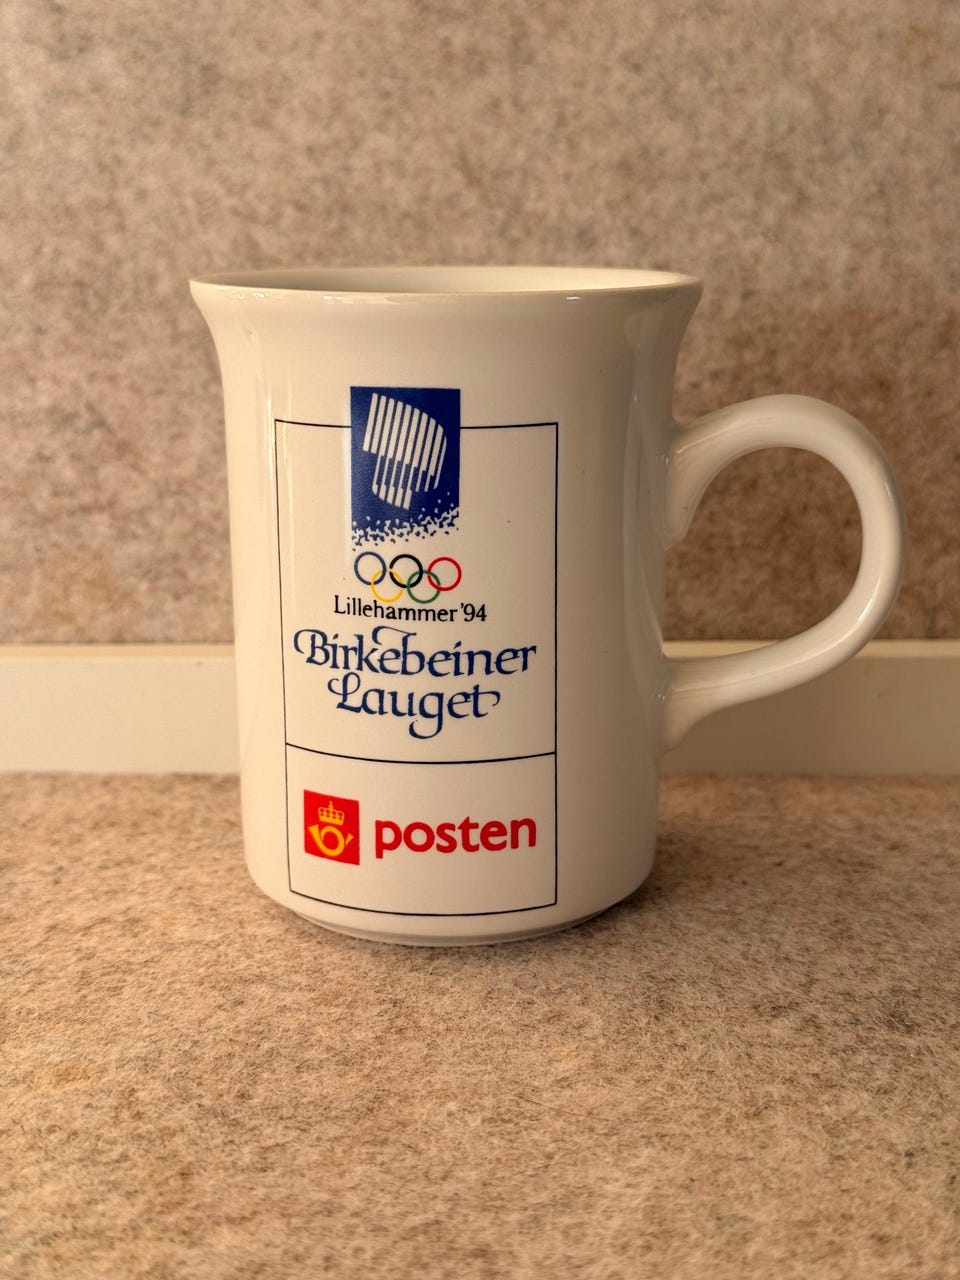 Lillehammer '94
Birkebeiner
Lauget
posten